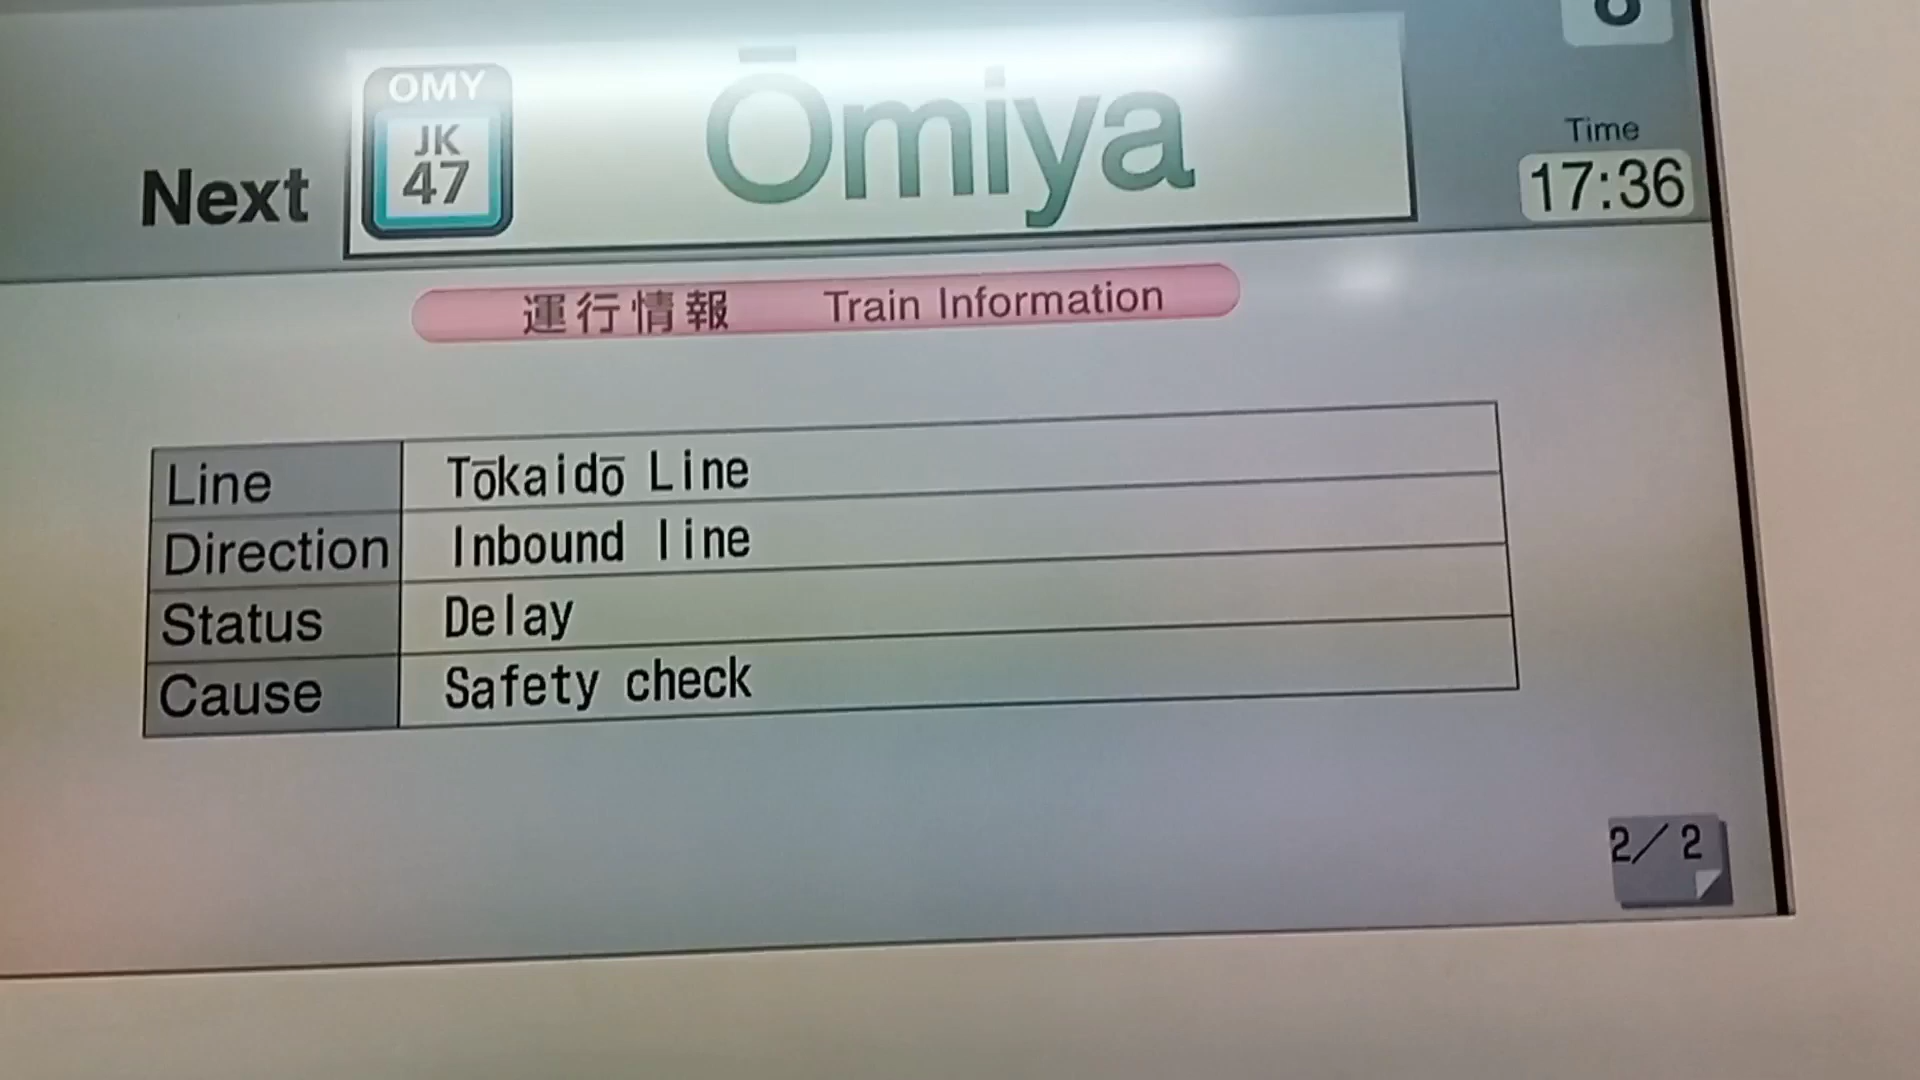 OMY
JK
47
Next
Ōmiya
Time
17:36
運行情報 Train Information
Line Tōkaidō Line
Direction Inbound line
Status Delay
Cause Safety check
2/2